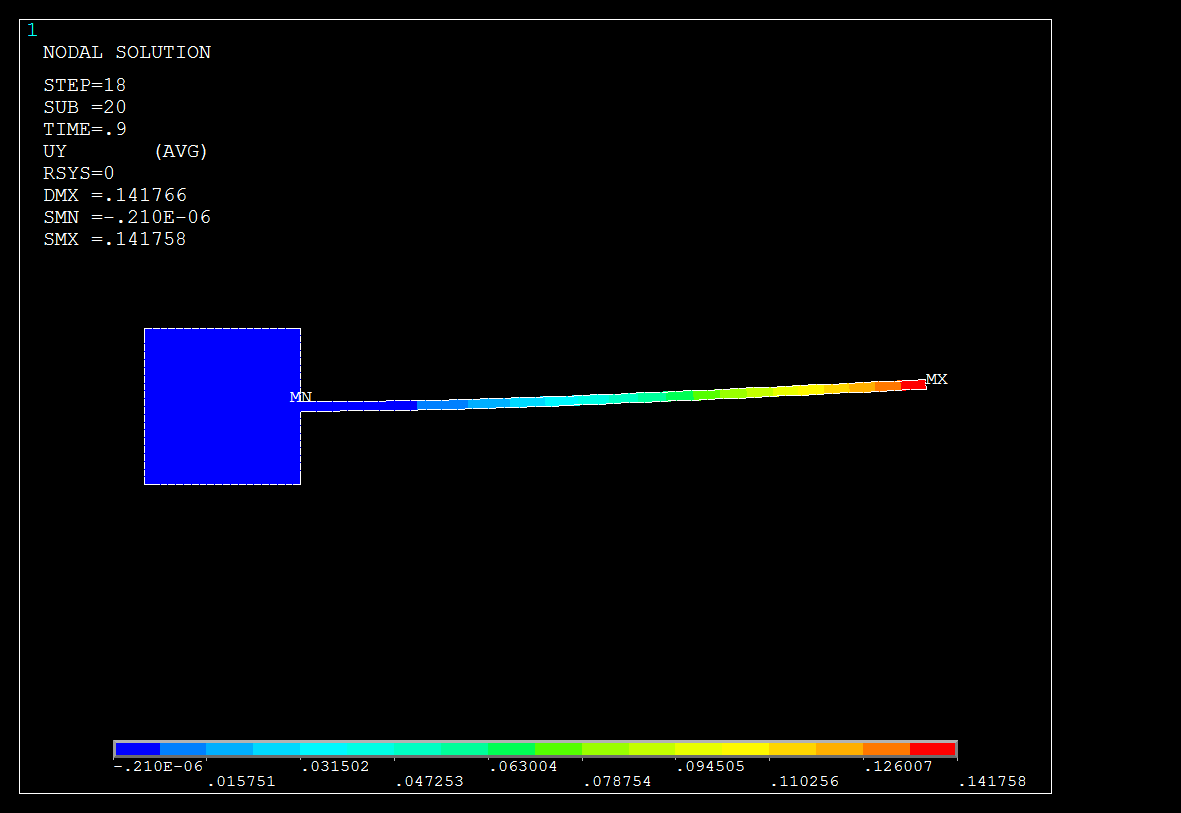 1
NODAL SOLUTION
STEP=18
SUB =20
TIME=.9
UY (AVG)
RSYS=0
DMX =.141766
SMN =-.210E-06
SMX =.141758
MX
MN
-.210E-06 .031502 .063004 .094505 .126007
.015751 .047253 .078754 .110256 .141758